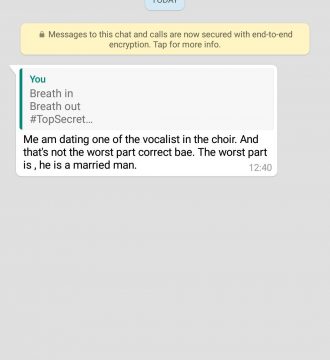 TODAY
Messages to this chat and calls are now secured with end-to-end
encryption. Tap for more info.
You
Breath in
Breath out
#TopSecret...
Me am dating one of the vocalist in the choir. And
that's not the worst part correct bae. The worst part
is , he is a married man.
12:40